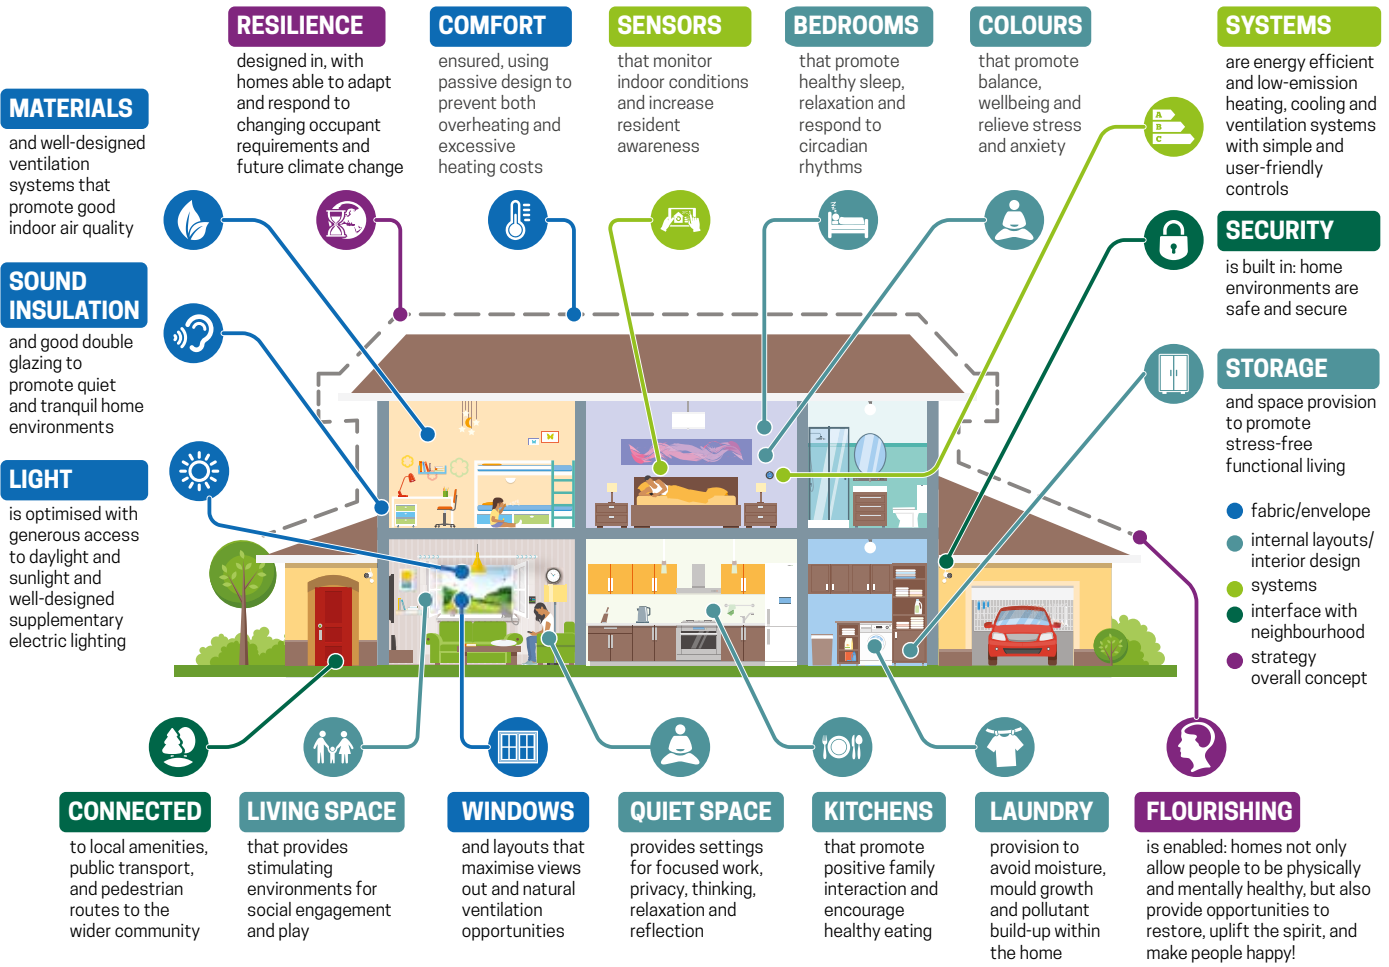 RESILIENCE
designed in, with
homes able to adapt
and respond to
changing occupant
requirements and
future climate change
COMFORT
ensured, using
passive design to
prevent both
overheating and
excessive
heating costs
SENSORS
that monitor
indoor conditions
and increase
resident
awareness
BEDROOMS
that promote
healthy sleep,
relaxation and
respond to
circadian
rhythms
COLOURS
that promote
balance,
wellbeing and
relieve stress
and anxiety
SYSTEMS
are energy efficient
and low-emission
heating, cooling and
ventilation systems
with simple and
user-friendly
controls
A
B
C
MATERIALS
and well-designed
ventilation
systems that
promote good
indoor air quality
SOUND
INSULATION
and good double
glazing to
promote quiet
and tranquil home
environments
LIGHT
is optimised with
generous access
to daylight and
sunlight and
well-designed
supplementary
electric lighting
SECURITY
is built in: home
environments are
safe and secure
STORAGE
and space provision
to promote
stress-free
functional living
fabric/envelope
internal layouts/
interior design
systems
interface with
neighbourhood
strategy
overall concept
CONNECTED
to local amenities,
public transport,
and pedestrian
routes to the
wider community
LIVING SPACE
that provides
stimulating
environments for
social engagement
and play
WINDOWS
and layouts that
maximise views
out and natural
ventilation
opportunities
QUIET SPACE
provides settings
for focused work,
privacy, thinking,
relaxation and
reflection
KITCHENS
that promote
positive family
interaction and
encourage
healthy eating
LAUNDRY
provision to
avoid moisture,
mould growth
and pollutant
build-up within
the home
FLOURISHING
is enabled: homes not only
allow people to be physically
and mentally healthy, but also
provide opportunities to
restore, uplift the spirit, and
make people happy!